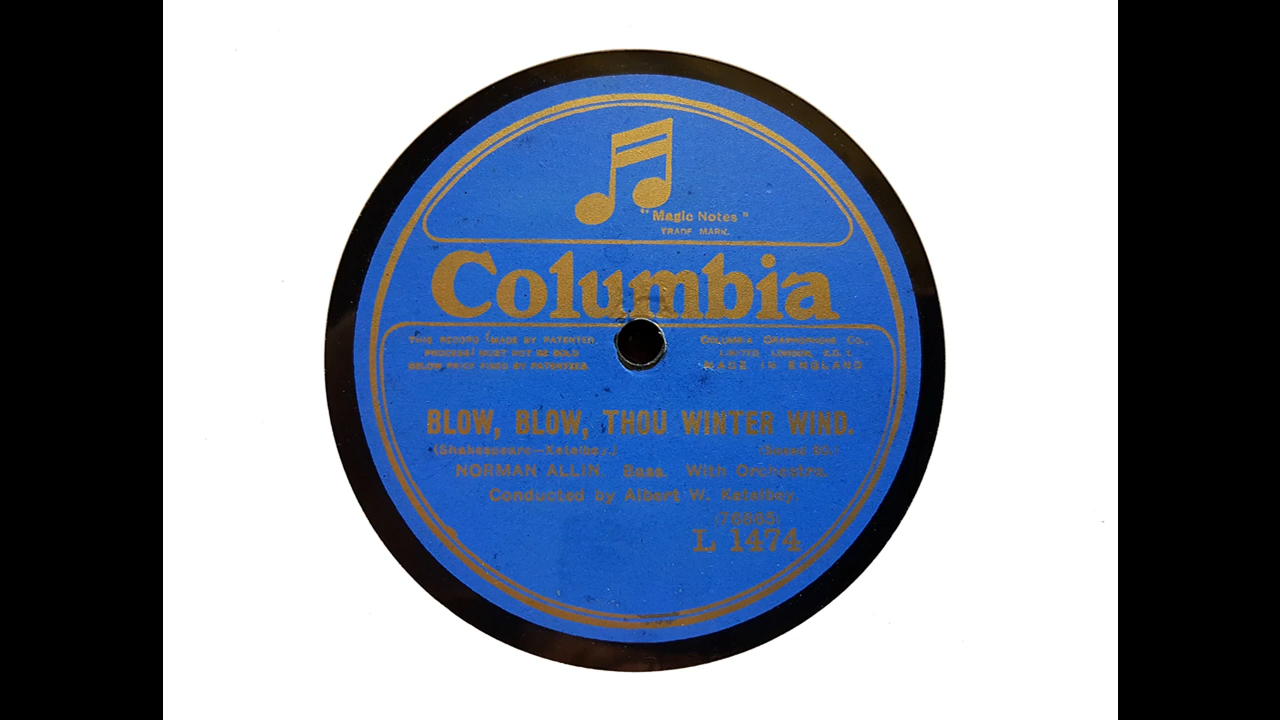 "Magic Notes"
TRADE MARK.
Columbia
THIS RECORD (MADE BY PATENTED
PROCESS) MUST NOT BE SOLD
BELOW PRICE FIXED BY PATENTEES.
COLUMBIA GRAPHOPHONE CO.,
LIMITED, LONDON, E.C.1.
MADE IN ENGLAND
BLOW, BLOW, THOU WINTER WIND.
(Shakespeare—Ketelbey.)
NORMAN ALLIN, Bass. With Orchestra.
Conducted by Albert W. Ketelbey.
(76885)
L 1474